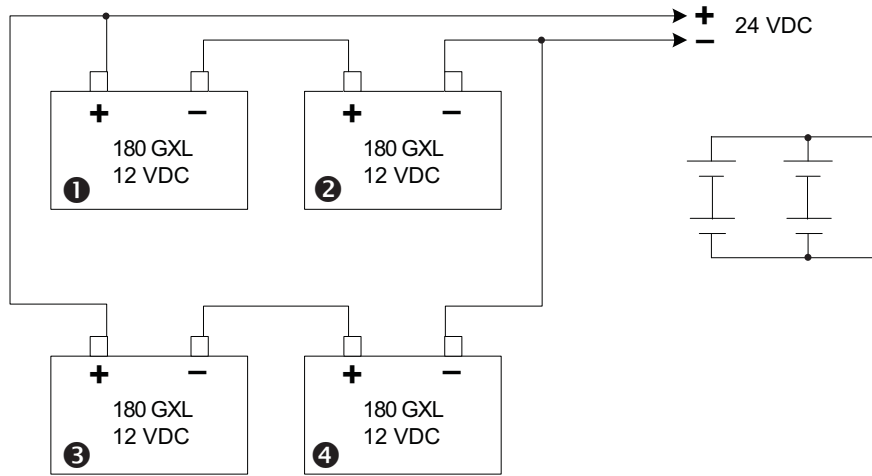 +
24 VDC
−
+ −
180 GXL
12 VDC
❶
+ −
180 GXL
12 VDC
❷
+ −
180 GXL
12 VDC
❸
+ −
180 GXL
12 VDC
❹